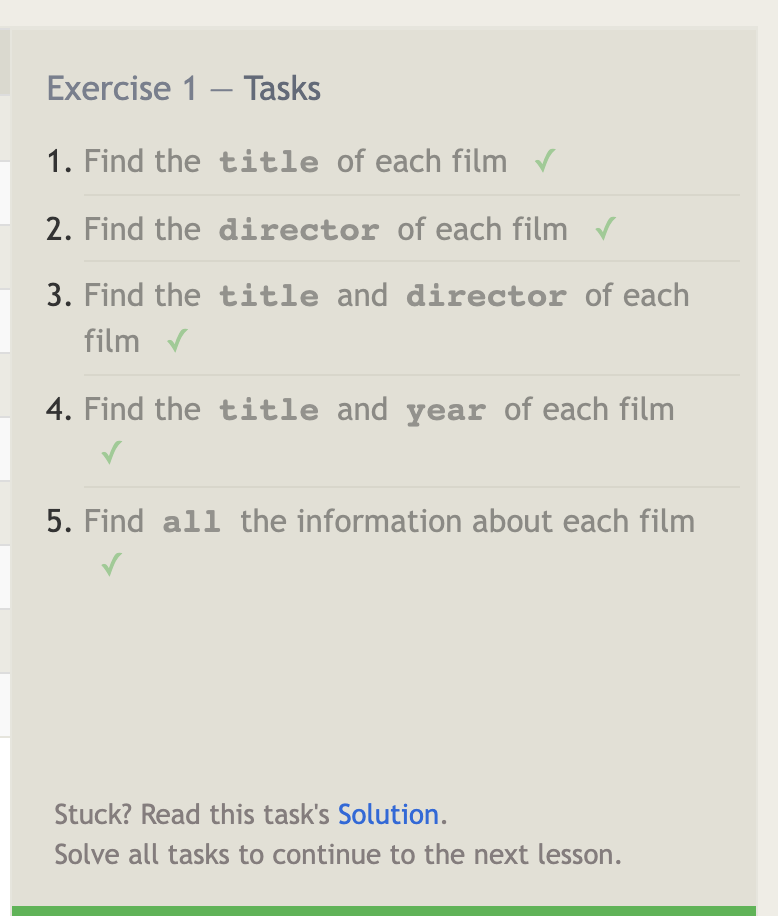 Exercise 1 — Tasks
1. Find the title of each film ✓
2. Find the director of each film ✓
3. Find the title and director of each
film ✓
4. Find the title and year of each film
✓
5. Find all the information about each film
✓
Stuck? Read this task's Solution.
Solve all tasks to continue to the next lesson.